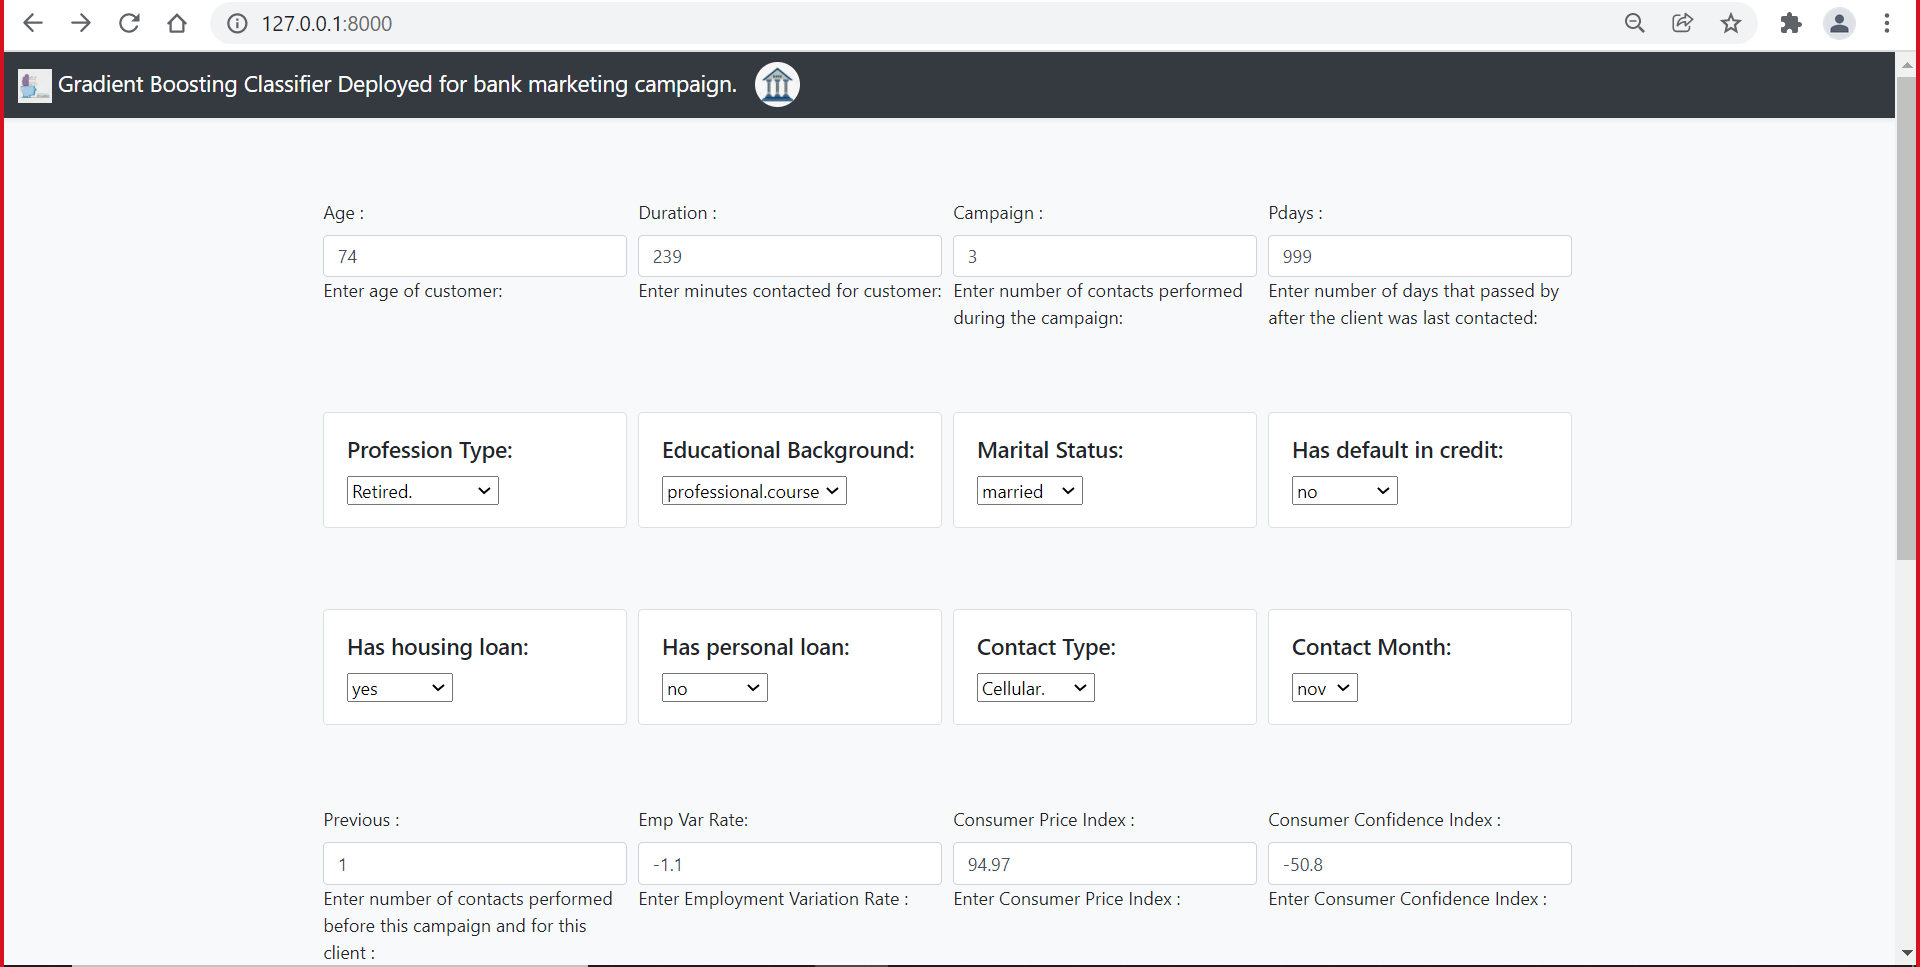 127.0.0.1:8000
Gradient Boosting Classifier Deployed for bank marketing campaign.
Age :
Duration :
Campaign :
Pdays :
74
239
3
999
Enter age of customer:
Enter minutes contacted for customer:
Enter number of contacts performed
during the campaign:
Enter number of days that passed by
after the client was last contacted:
Profession Type:
Retired.
Educational Background:
professional.course
Marital Status:
married
Has default in credit:
no
Has housing loan:
yes
Has personal loan:
no
Contact Type:
Cellular.
Contact Month:
nov
Previous :
Emp Var Rate:
Consumer Price Index :
Consumer Confidence Index :
1
-1.1
94.97
-50.8
Enter number of contacts performed
before this campaign and for this
client :
Enter Employment Variation Rate :
Enter Consumer Price Index :
Enter Consumer Confidence Index :